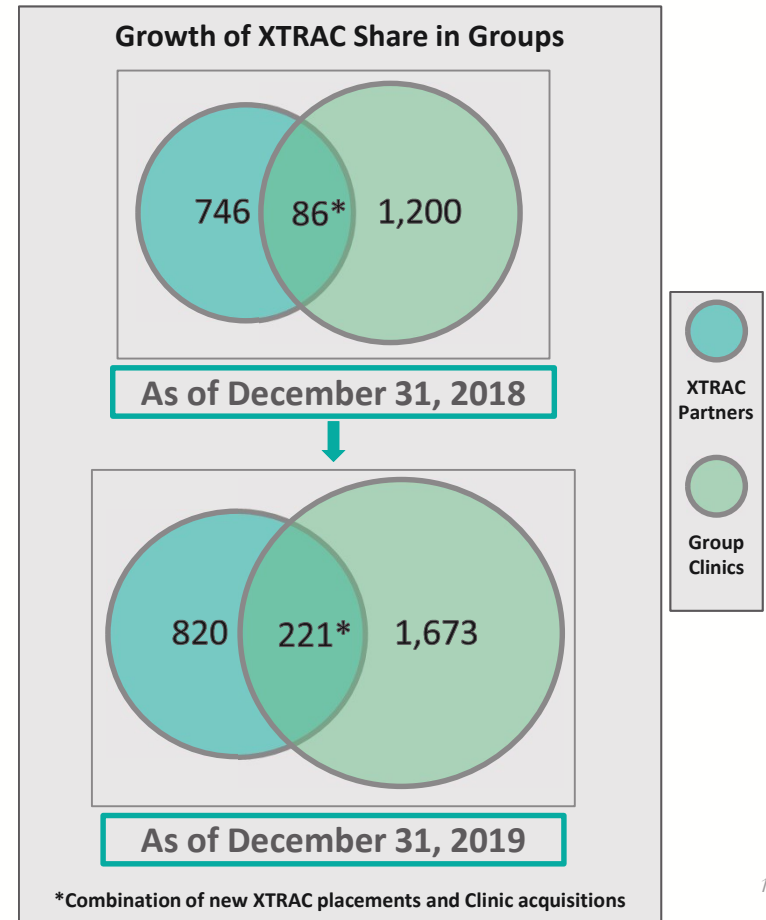 Growth of XTRAC Share in Groups
746 86* 1,200
As of December 31, 2018
820 221* 1,673
As of December 31, 2019
*Combination of new XTRAC placements and Clinic acquisitions
XTRAC
Partners
Group
Clinics